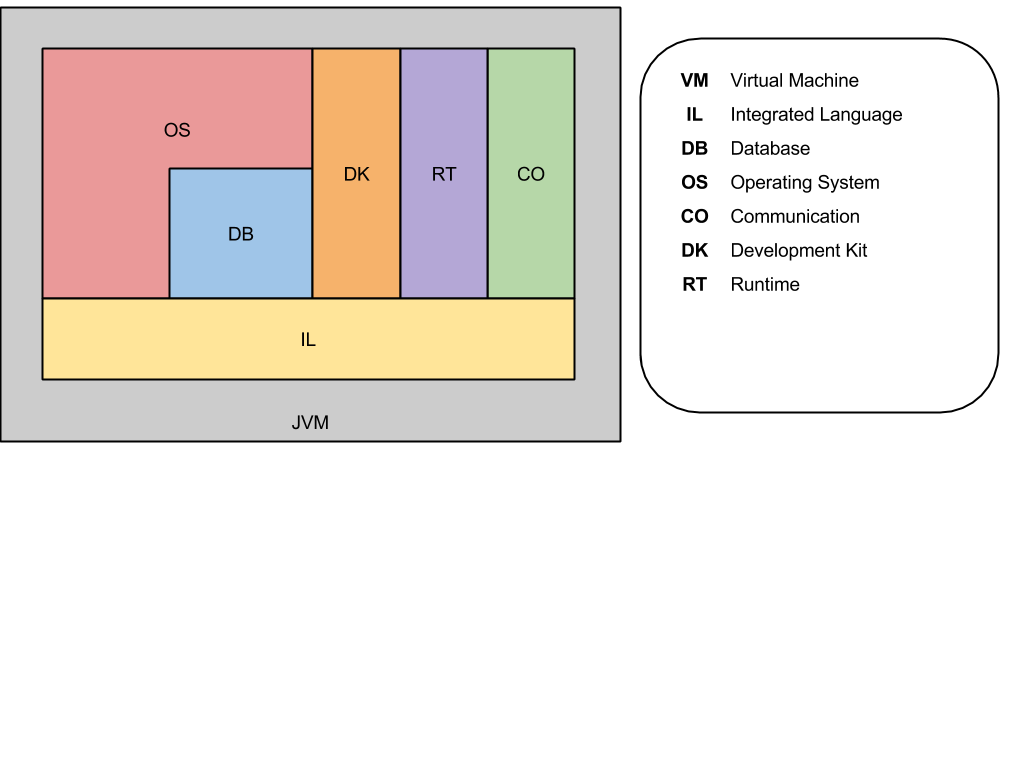 OS
DK
RT
CO
DB
IL
JVM
VM Virtual Machine
IL Integrated Language
DB Database
OS Operating System
CO Communication
DK Development Kit
RT Runtime